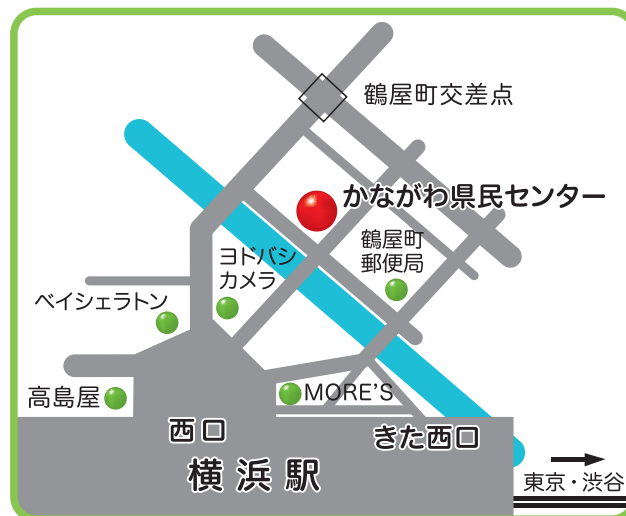 鶴屋町交差点
かながわ県民センター
鶴屋町
郵便局
ヨドバシ
カメラ
ベイシェラトン
高島屋
MORE'S
西口
きた西口
横浜駅
東京・渋谷